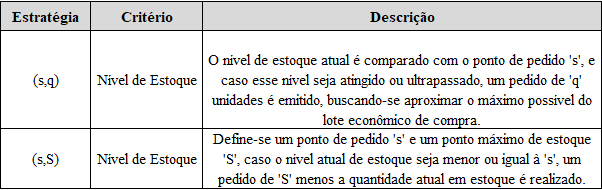 Estratégia Critério Descrição
O nível de estoque atual é comparado com o ponto de pedido 's', e
caso esse nível seja atingido ou ultrapassado, um pedido de 'q'
(s,q) Nível de Estoque
unidades é emitido, buscando-se aproximar o máximo possível do
lote econômico de compra.
Define-se um ponto de pedido 's' e um ponto máximo de estoque
(s,S) Nível de Estoque 'S', caso o nível atual de estoque seja menor ou igual à 's', um
pedido de 'S' menos a quantidade atual em estoque é realizado.